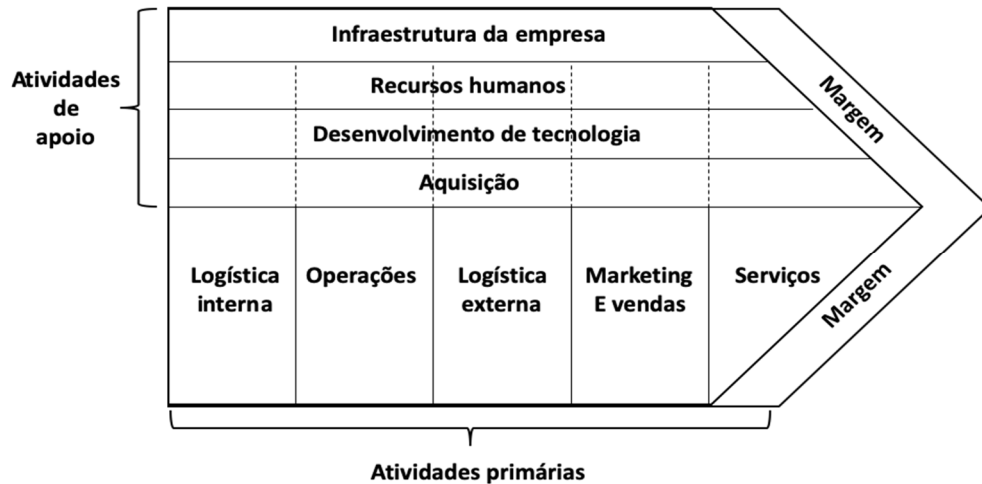 Infraestrutura da empresa
Atividades
de
apoio
Recursos humanos
Desenvolvimento de tecnologia
Aquisição
Margem
Logística
interna
Operações
Logística
externa
Marketing
E vendas
Serviços
Margem
Atividades primárias